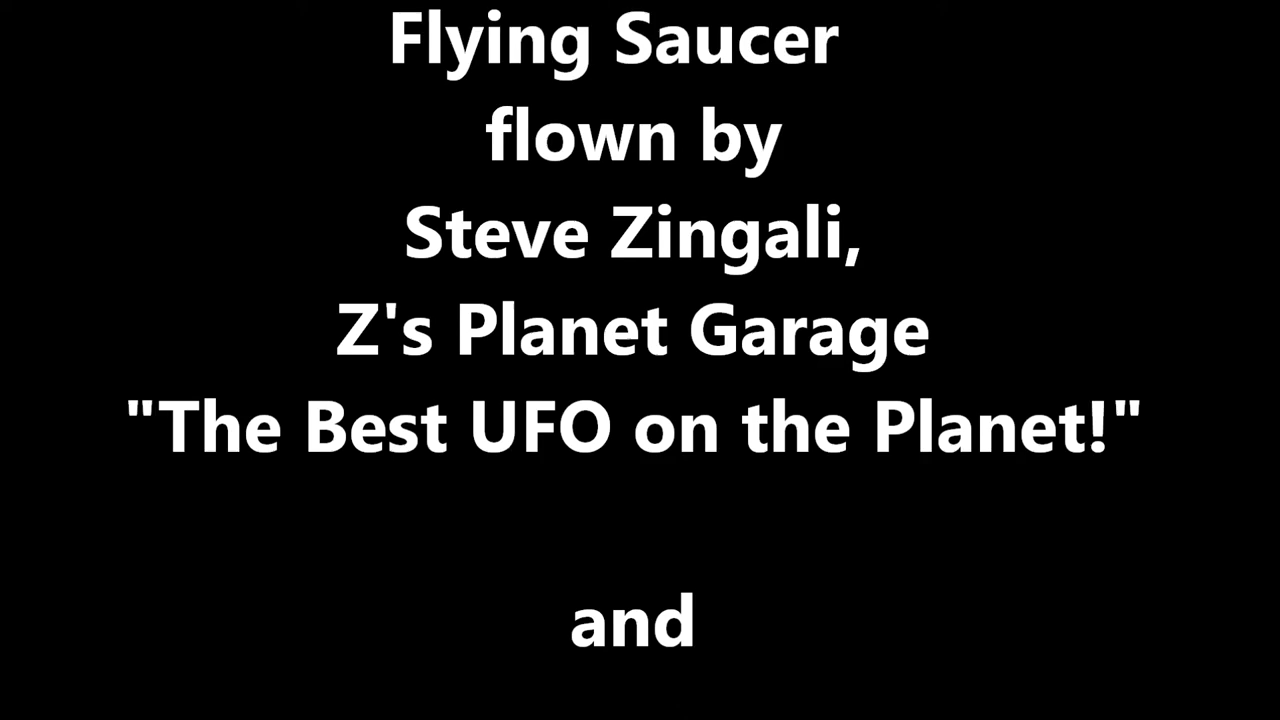 Flying Saucer
flown by
Steve Zingali,
Z's Planet Garage
"The Best UFO on the Planet!"
and